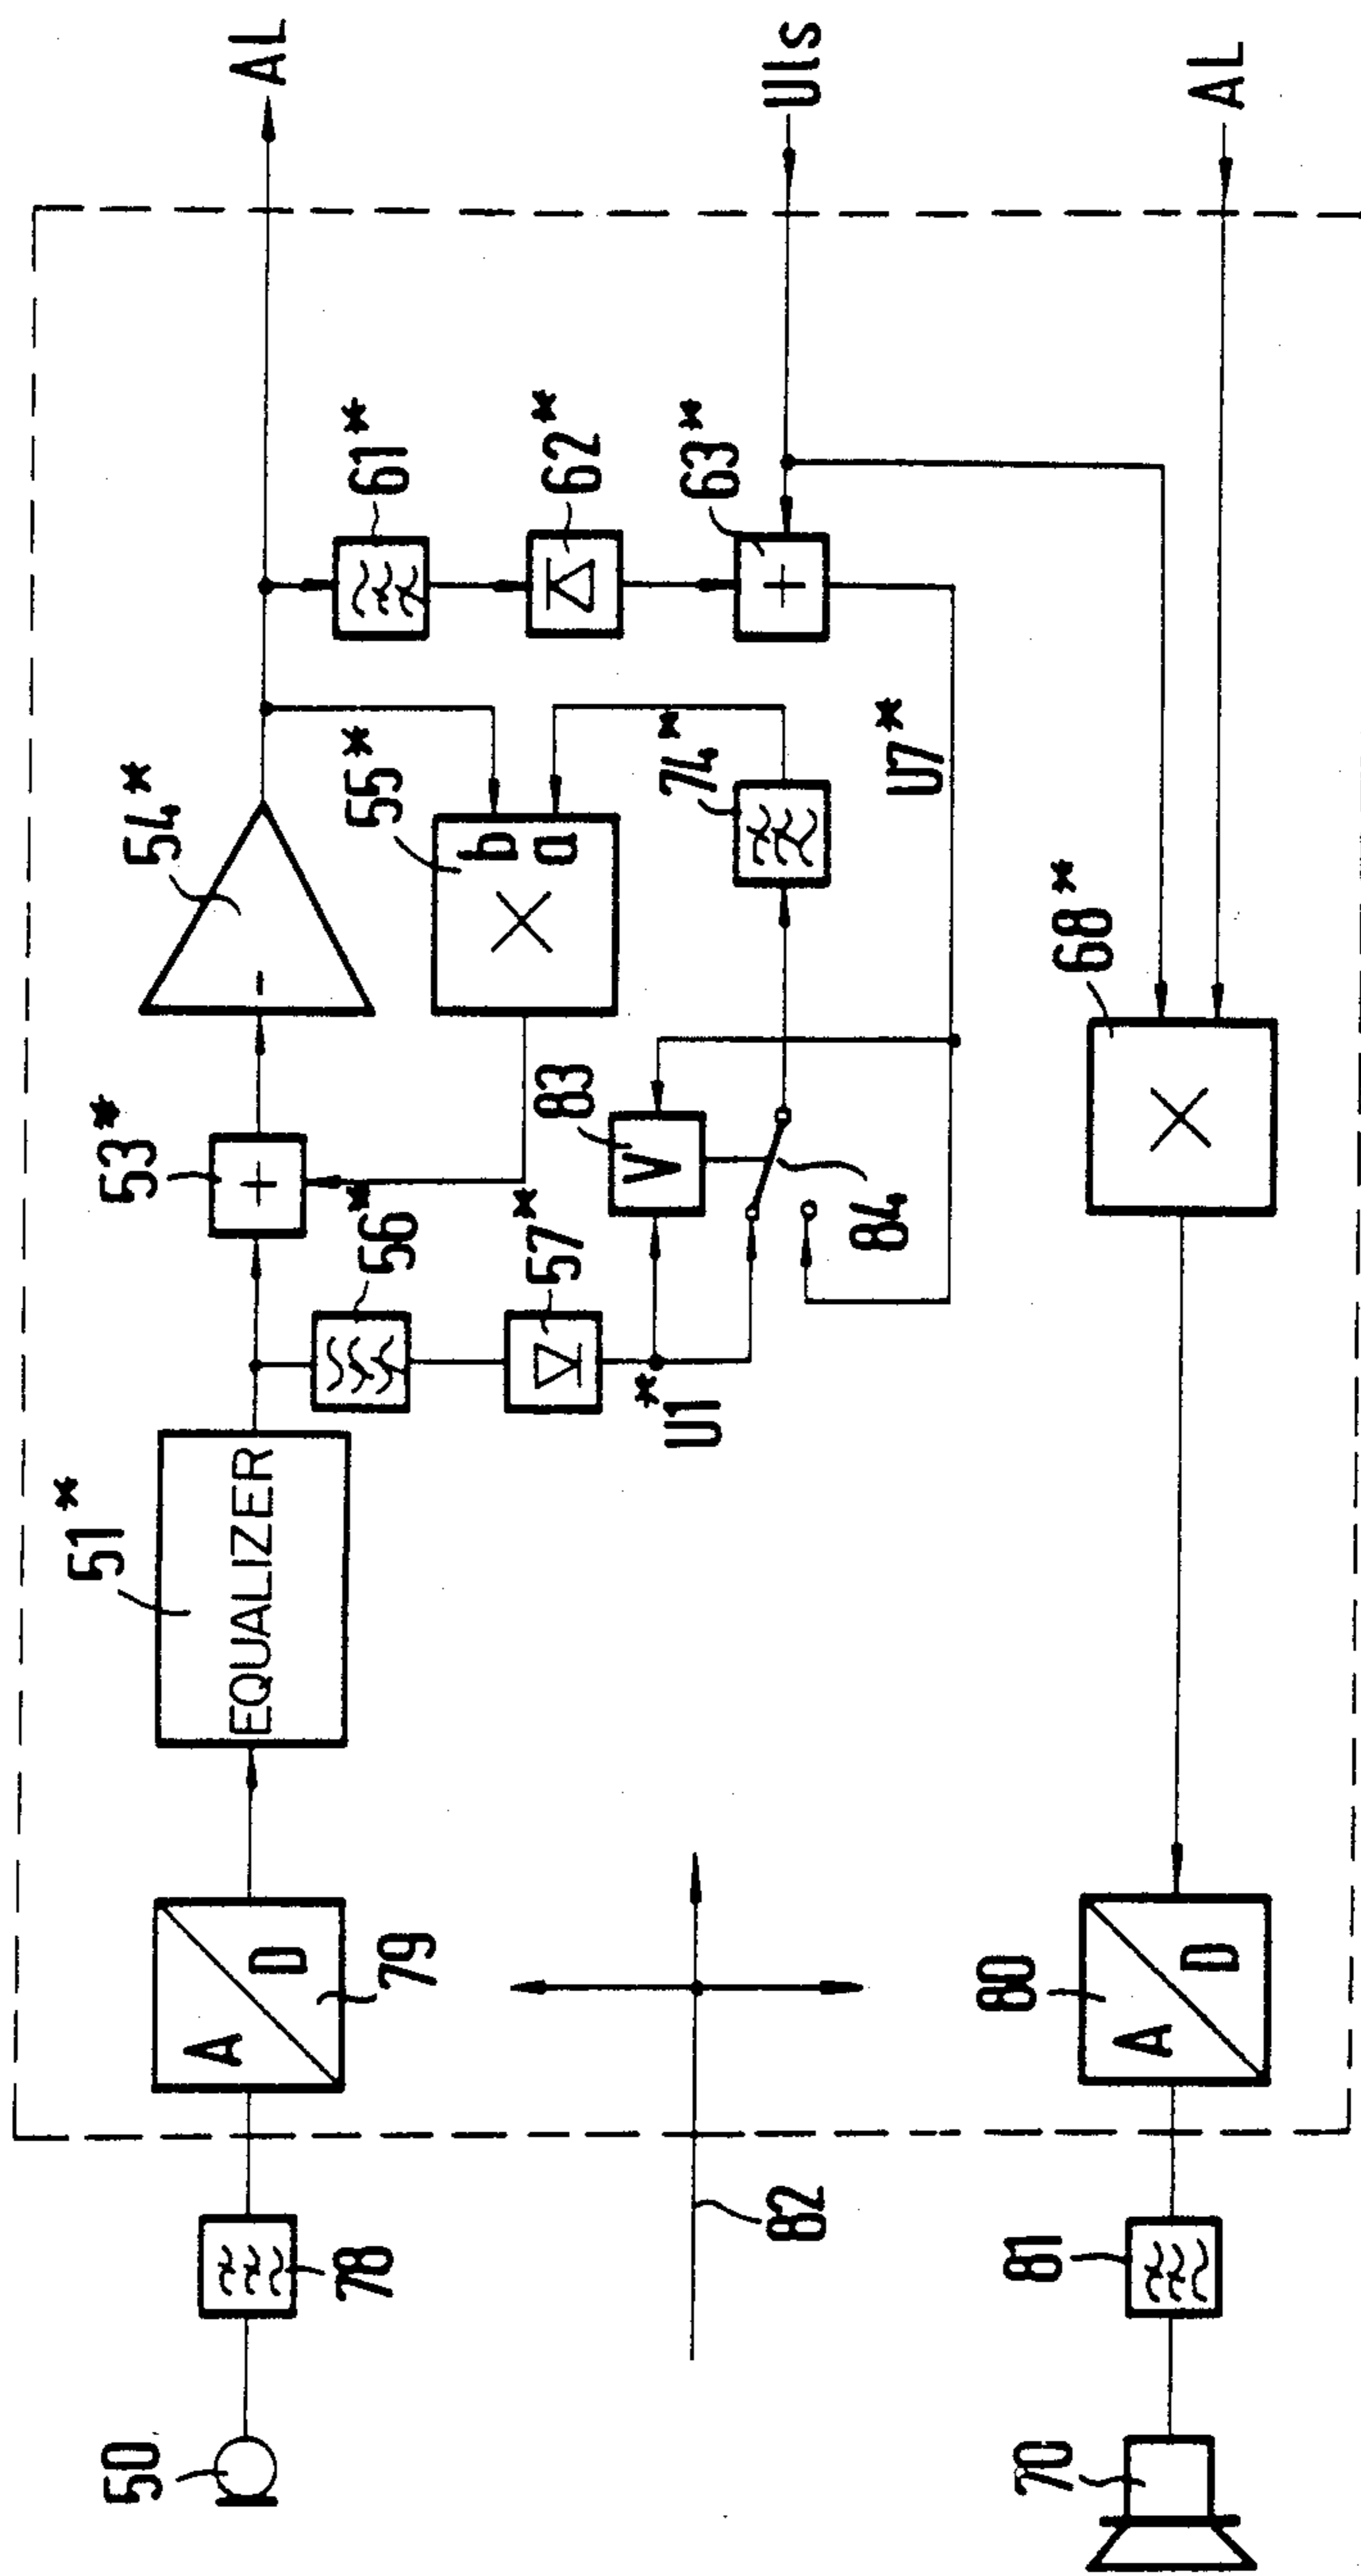 50
78
A
D
79
51*
EQUALIZER
53*
54*
AL
56*
57*
U1*
55*
b
a
×
+
61*
62*
63*
+
Uls
83
V
84
74*
U7*
82
70
81
80
A
D
68*
×
AL